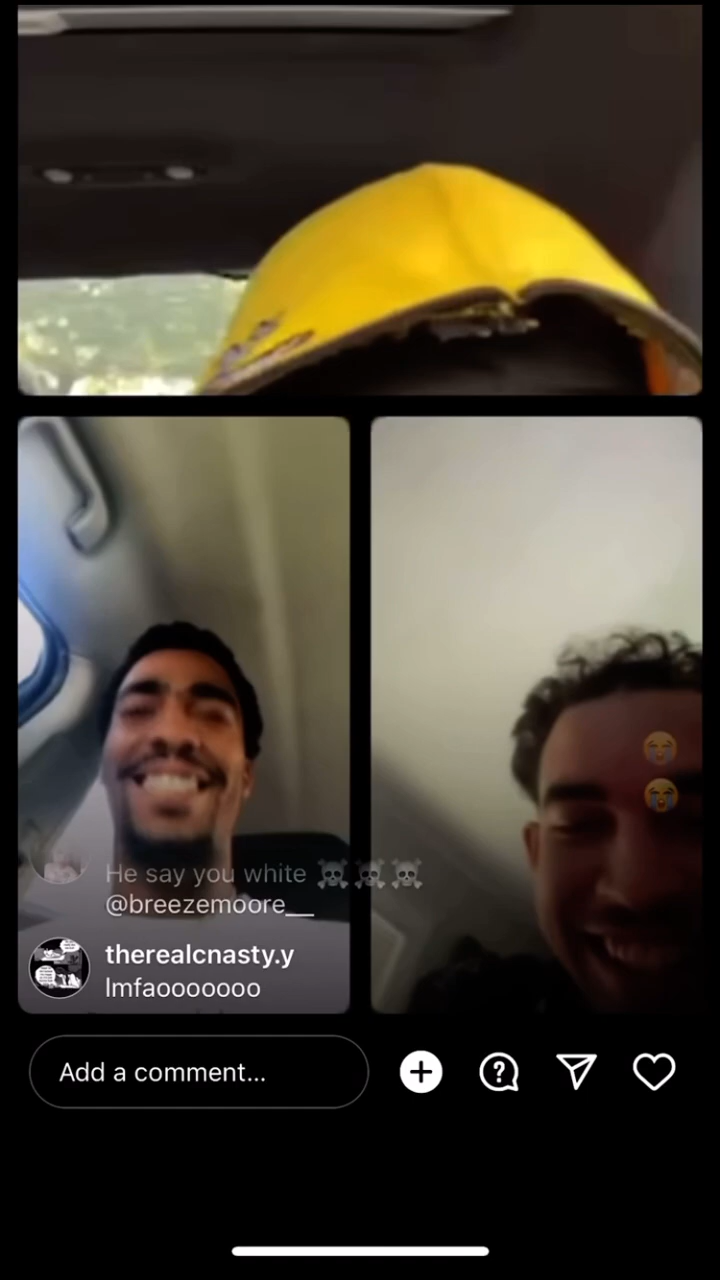 He say you white ☠️☠️☠️
@breezemoore__
therealcnasty.y
lmfaooooooo
Add a comment...